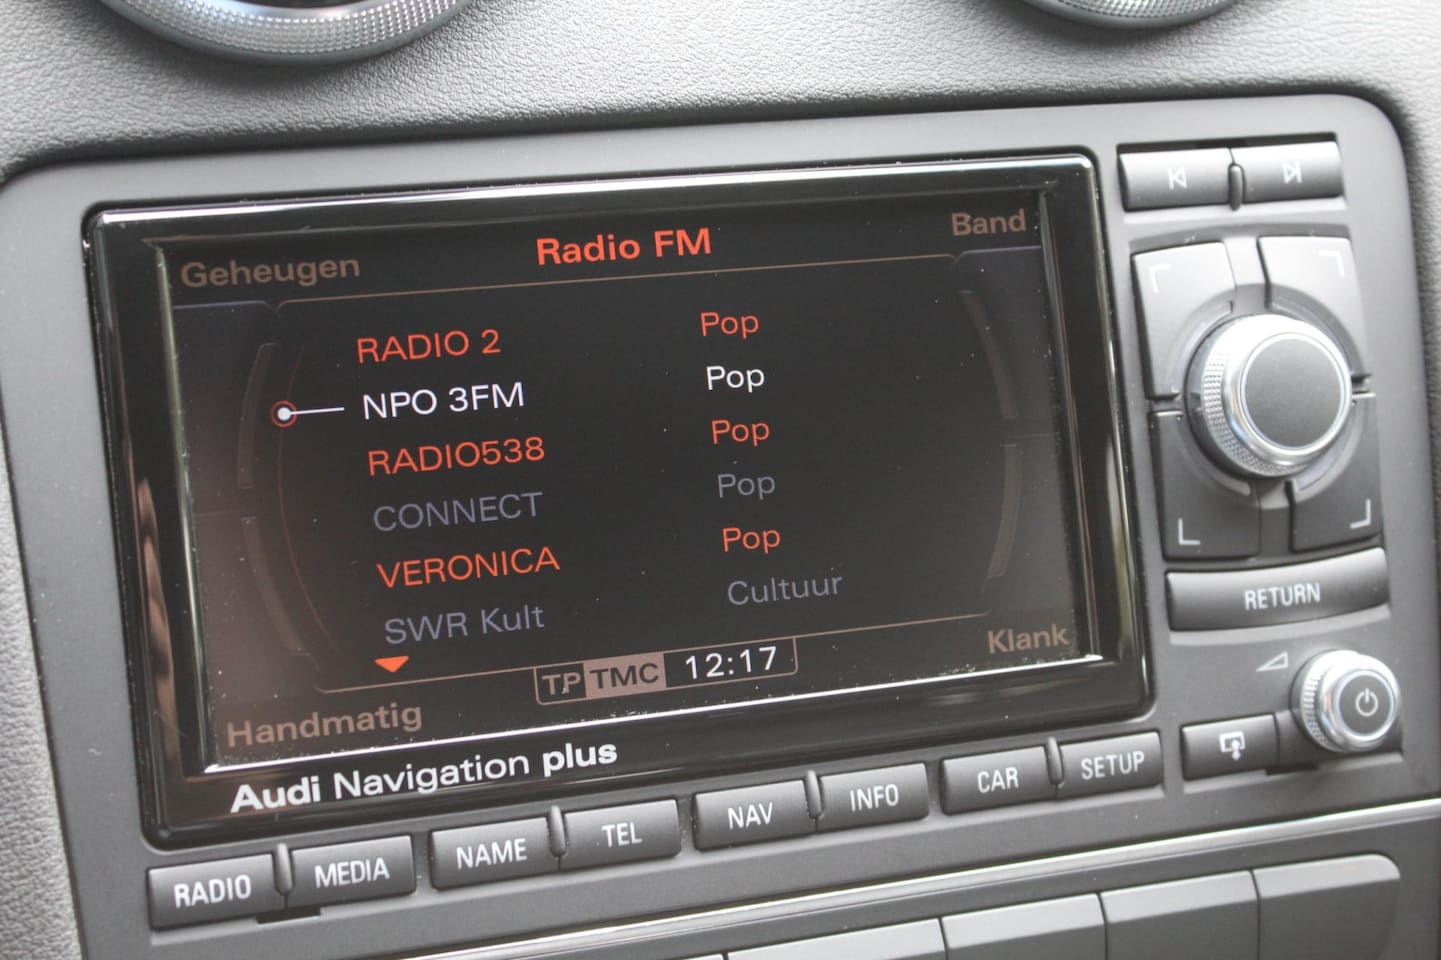 Geheugen Radio FM Band
RADIO 2 Pop
NPO 3FM Pop
RADIO538 Pop
CONNECT Pop
VERONICA Pop
SWR Kult Cultuur
TP TMC 12:17 Klank
Handmatig
Audi Navigation plus
RADIO MEDIA NAME TEL NAV INFO CAR SETUP
RETURN